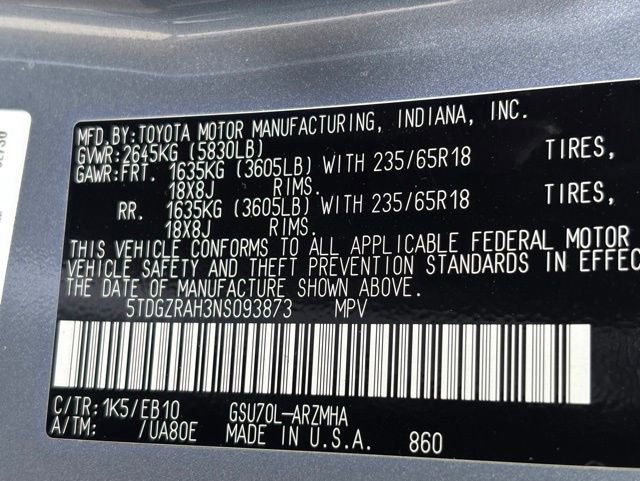 MFD. BY: TOYOTA MOTOR MANUFACTURING, INDIANA, INC.
GVWR: 2645KG (5830LB)
GAWR: FRT. 1635KG (3605LB) WITH 235/65R18 TIRES,
18X8J RIMS.
RR. 1635KG (3605LB) WITH 235/65R18 TIRES,
18X8J RIMS.
THIS VEHICLE CONFORMS TO ALL APPLICABLE FEDERAL MOTOR
VEHICLE SAFETY AND THEFT PREVENTION STANDARDS IN EFFEC
THE DATE OF MANUFACTURE SHOWN ABOVE.
5TDGZRAH3NS093873 MPV
C/TR: 1K5/EB10 GSU70L-ARZMHA
A/TM: /UA80E MADE IN U.S.A. 860